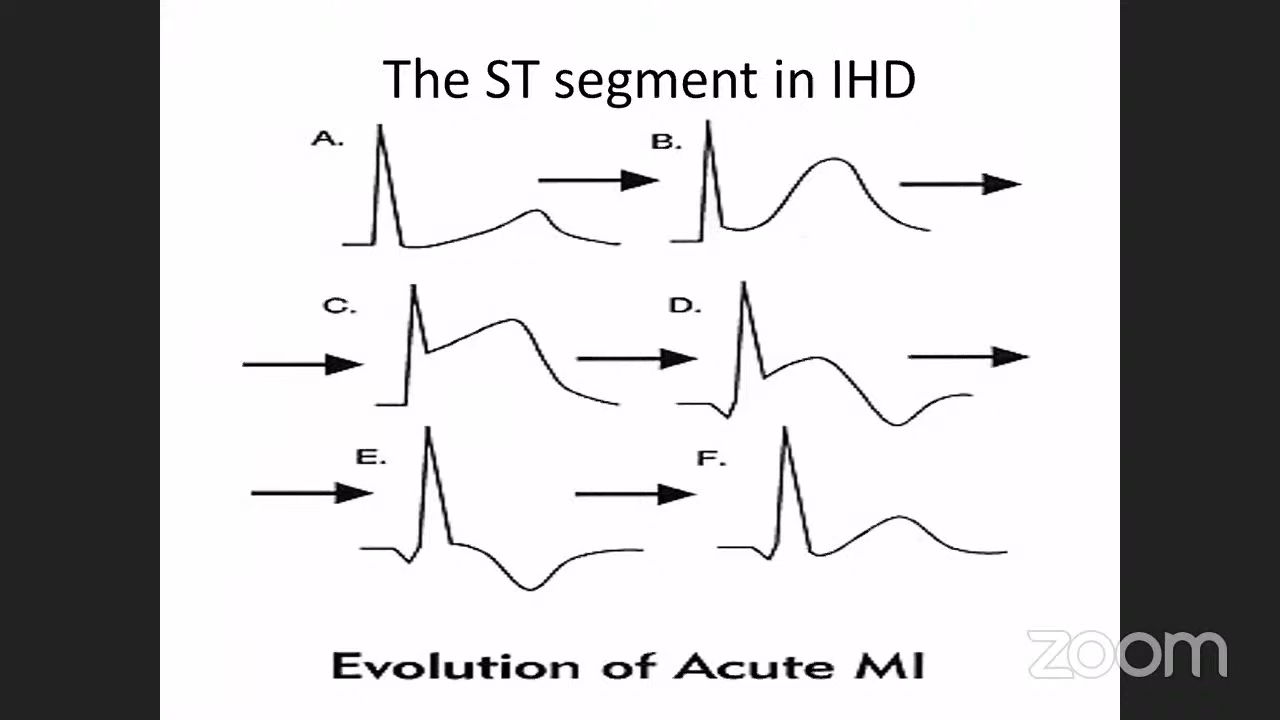 The ST segment in IHD
A.
B.
C.
D.
E.
F.
Evolution of Acute MI
zoom